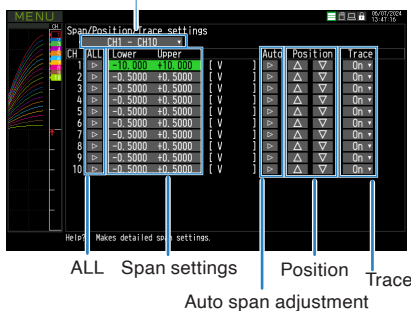 MENU
06/07/2024
13:47:16
CH
Span/Position/Trace settings
CH1 - CH10 ▼
CH ALL Lower Upper Auto Position Trace
1 ▷ -10.000 +10.000 [ V ] ▷ △ ▽ On ▼
2 ▷ -0.5000 +0.5000 [ V ] ▷ △ ▽ On ▼
3 ▷ -0.5000 +0.5000 [ V ] ▷ △ ▽ On ▼
4 ▷ -0.5000 +0.5000 [ V ] ▷ △ ▽ On ▼
5 ▷ -0.5000 +0.5000 [ V ] ▷ △ ▽ On ▼
6 ▷ -0.5000 +0.5000 [ V ] ▷ △ ▽ On ▼
7 ▷ -0.5000 +0.5000 [ V ] ▷ △ ▽ On ▼
8 ▷ -0.5000 +0.5000 [ V ] ▷ △ ▽ On ▼
9 ▷ -0.5000 +0.5000 [ V ] ▷ △ ▽ On ▼
10 ▷ -0.5000 +0.5000 [ V ] ▷ △ ▽ On ▼
Help? Makes detailed span settings.
ALL Span settings Position Trace
Auto span adjustment